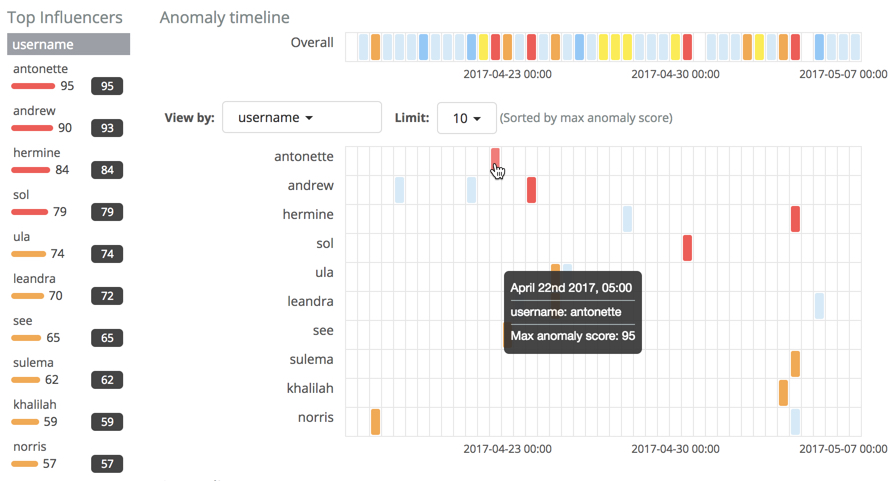 Top Influencers
username
antonette
95 95
andrew
90 93
hermine
84 84
sol
79 79
ula
74 74
leandra
70 72
see
65 65
sulema
62 62
khalilah
59 59
norris
57 57
Anomaly timeline
Overall
2017-04-23 00:00 2017-04-30 00:00 2017-05-07 00:00
View by: username Limit: 10 (Sorted by max anomaly score)
antonette
andrew
hermine
sol
ula
leandra
see
sulema
khalilah
norris
April 22nd 2017, 05:00
username: antonette
Max anomaly score: 95
2017-04-23 00:00 2017-04-30 00:00 2017-05-07 00:00